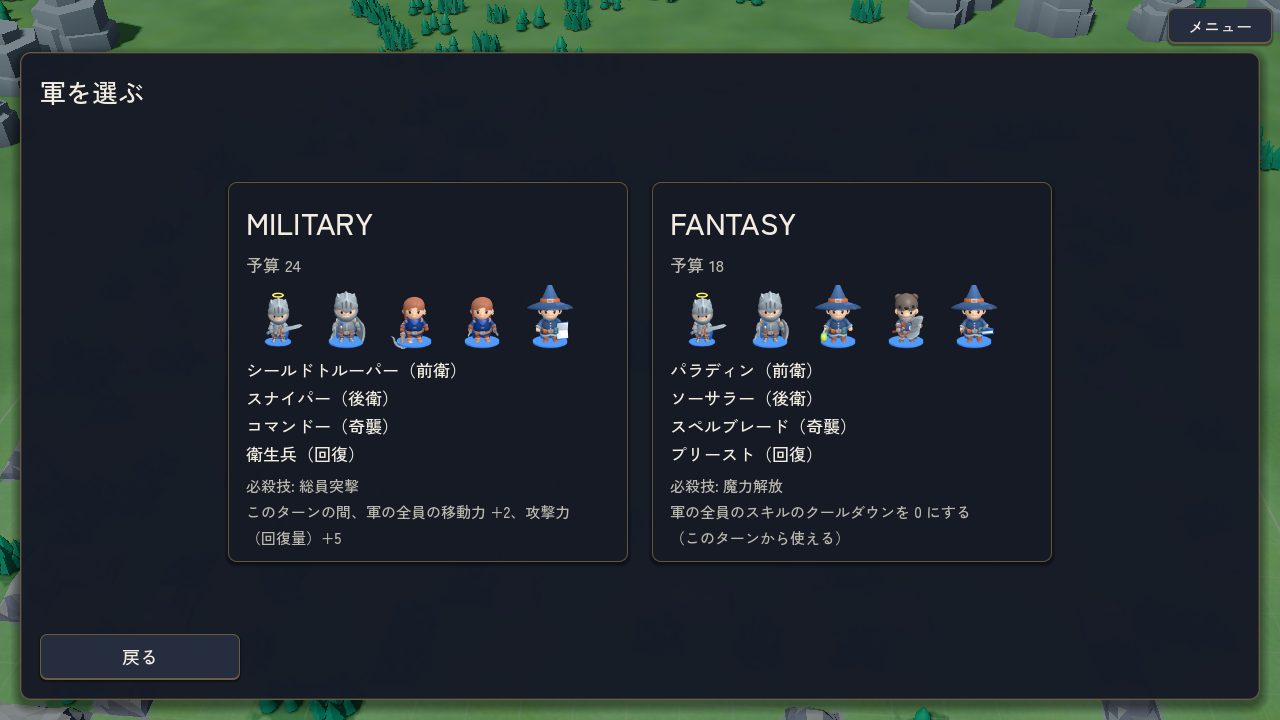 メニュー
軍を選ぶ
MILITARY
予算 24
シールドトルーパー（前衛）
スナイパー（後衛）
コマンドー（奇襲）
衛生兵（回復）
必殺技: 総員突撃
このターンの間、軍の全員の移動力 +2、攻撃力
（回復量）+5
FANTASY
予算 18
パラディン（前衛）
ソーサラー（後衛）
スペルブレード（奇襲）
プリースト（回復）
必殺技: 魔力解放
軍の全員のスキルのクールダウンを 0 にする
（このターンから使える）
戻る